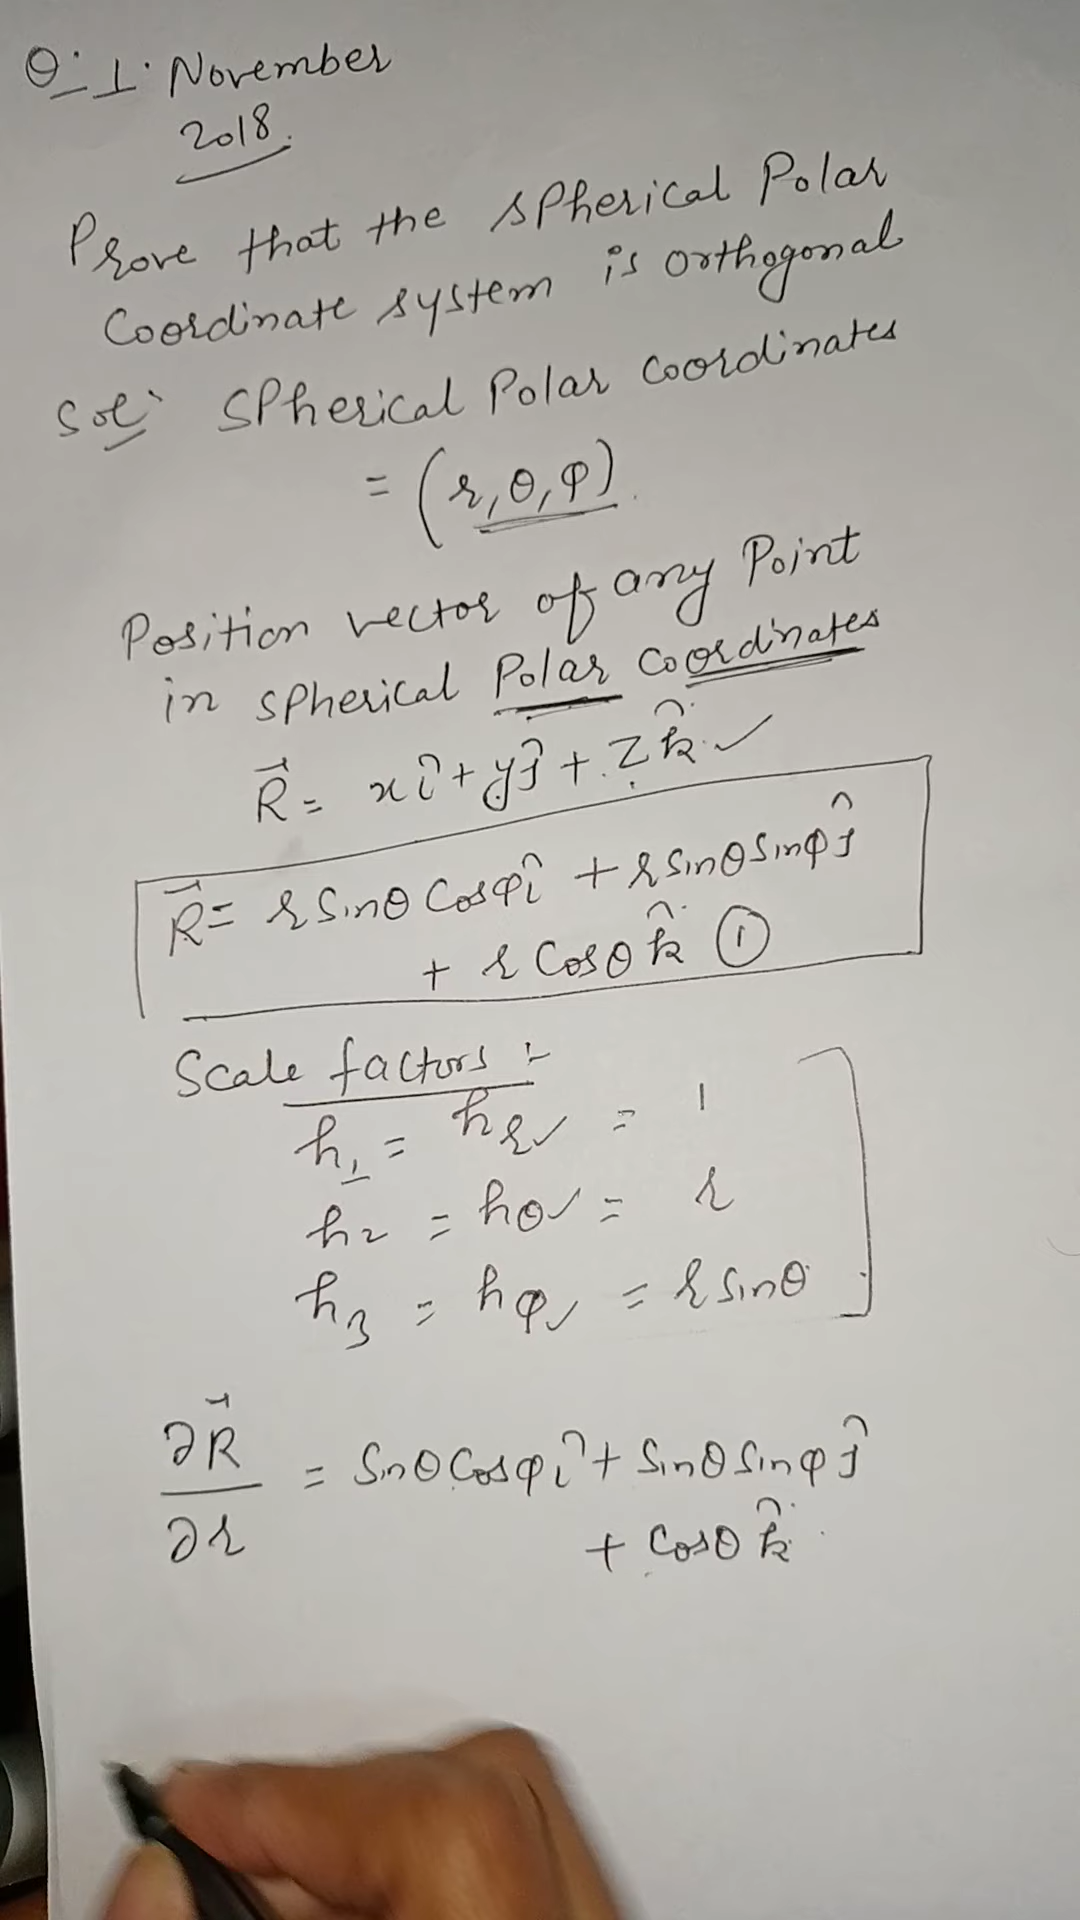 Q:1. November
2018.
Prove that the spherical Polar
Coordinate system is orthogonal
Sol: Spherical Polar Coordinates
= (r, θ, φ).
Position vector of any Point
in spherical Polar Coordinates
R⃗ = xî + yĵ + zk̂ ✓
R⃗ = r Sinθ Cosφ î + r Sinθ Sinφ ĵ
+ r Cosθ k̂ ①
Scale factors :-
h₁ = hr ✓ = 1
h₂ = hθ ✓ = r
h₃ = hφ ✓ = r Sinθ
∂R⃗/∂r = Sinθ Cosφ î + Sinθ Sinφ ĵ
+ Cosθ k̂.